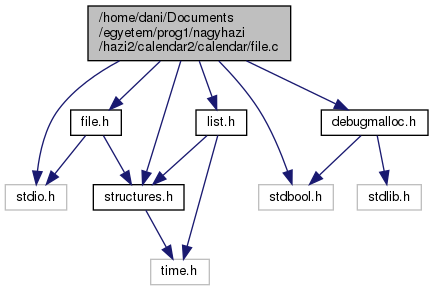 /home/dani/Documents
/egyetem/prog1/nagyhazi
/hazi2/calendar2/calendar/file.c
file.h
list.h
debugmalloc.h
stdio.h
structures.h
stdbool.h
stdlib.h
time.h